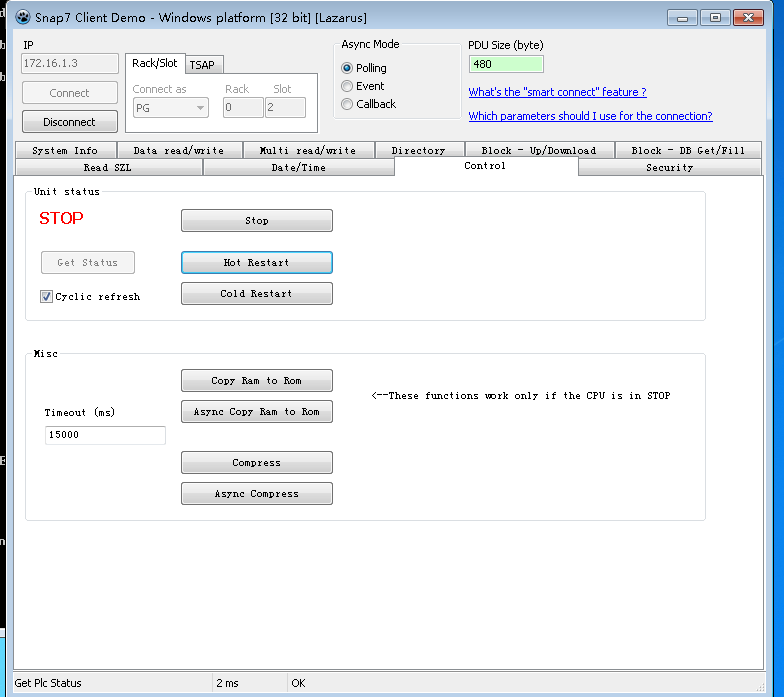 Snap7 Client Demo - Windows platform [32 bit] [Lazarus]
IP
172.16.1.3
Connect
Disconnect
Rack/Slot TSAP
Connect as Rack Slot
PG 0 2
Async Mode
Polling
Event
Callback
PDU Size (byte)
480
What's the "smart connect" feature ?
Which parameters should I use for the connection?
System Info Data read/write Multi read/write Directory Block - Up/Download Block - DB Get/Fill
Read SZL Date/Time Control Security
Unit status
STOP
Stop
Get Status
Hot Restart
Cyclic refresh
Cold Restart
Misc
Copy Ram to Rom
<--These functions work only if the CPU is in STOP
Timeout (ms)
Async Copy Ram to Rom
15000
Compress
Async Compress
Get Plc Status 2 ms OK